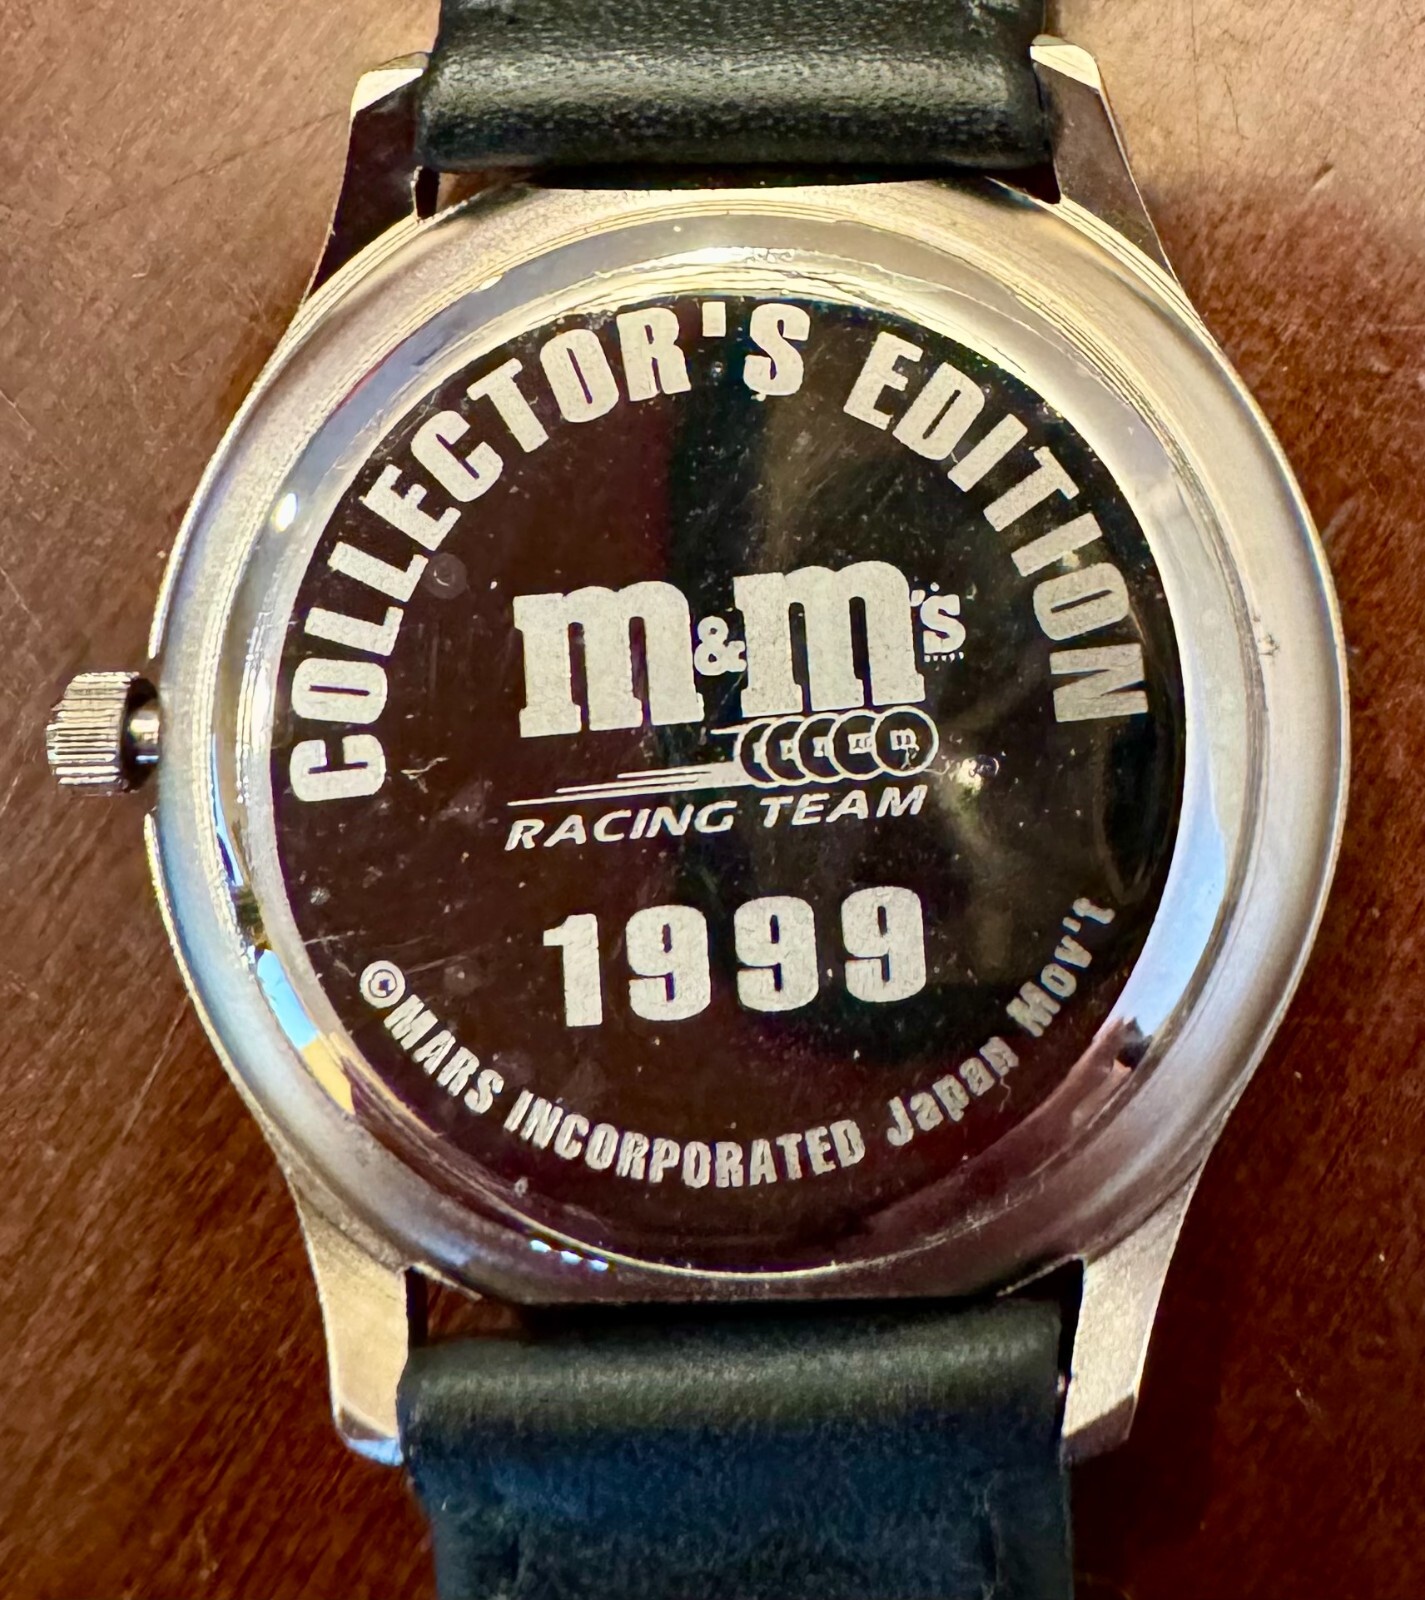 COLLECTOR'S EDITION
m&m's
m
RACING TEAM
1999
©MARS INCORPORATED Japan Mov't